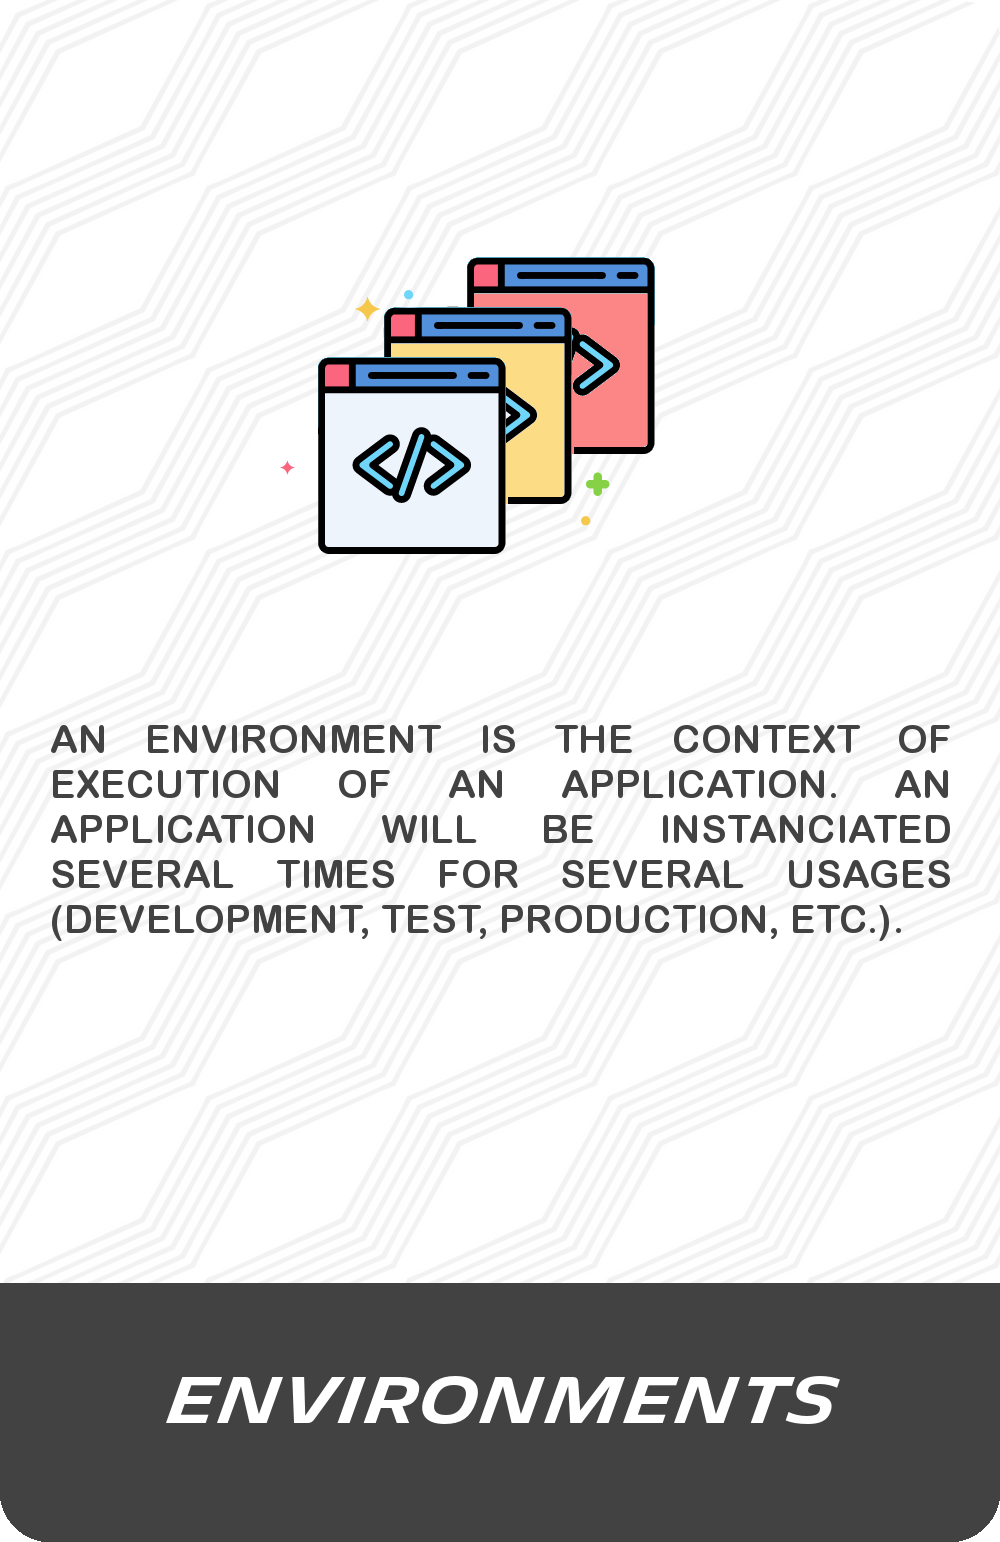 AN ENVIRONMENT IS THE CONTEXT OF
EXECUTION OF AN APPLICATION. AN
APPLICATION WILL BE INSTANCIATED
SEVERAL TIMES FOR SEVERAL USAGES
(DEVELOPMENT, TEST, PRODUCTION, ETC.).
ENVIRONMENTS